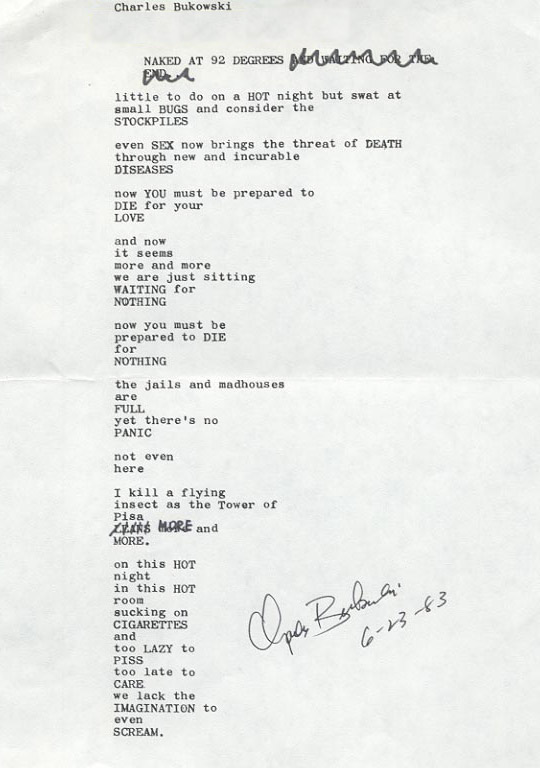 Charles Bukowski
NAKED AT 92 DEGREES AND WAITING FOR THE
END
little to do on a HOT night but swat at
small BUGS and consider the
STOCKPILES
even SEX now brings the threat of DEATH
through new and incurable
DISEASES
now YOU must be prepared to
DIE for your
LOVE
and now
it seems
more and more
we are just sitting
WAITING for
NOTHING
now you must be
prepared to DIE
for
NOTHING
the jails and madhouses
are
FULL
yet there's no
PANIC
not even
here
I kill a flying
insect as the Tower of
Pisa
LEANS MORE and
MORE.
on this HOT
night
in this HOT
room
sucking on
CIGARETTES
and
too LAZY to
PISS
too late to
CARE
we lack the
IMAGINATION to
even
SCREAM.
Charles Bukowski
6-23-83